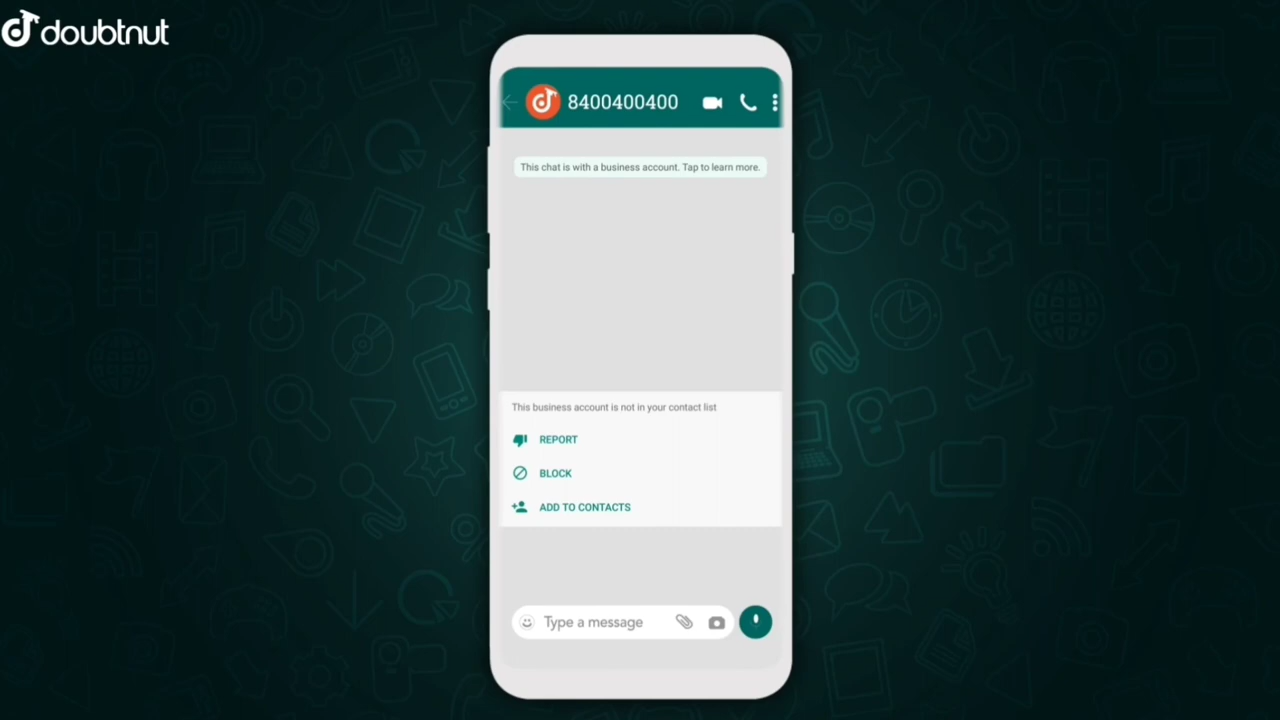 doubtnut
8400400400
This chat is with a business account. Tap to learn more.
This business account is not in your contact list
REPORT
BLOCK
ADD TO CONTACTS
Type a message